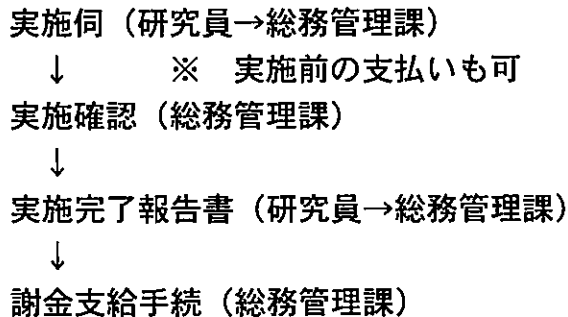 実施伺（研究員→総務管理課）
↓　　　※　実施前の支払いも可
実施確認（総務管理課）
↓
実施完了報告書（研究員→総務管理課）
↓
謝金支給手続（総務管理課）